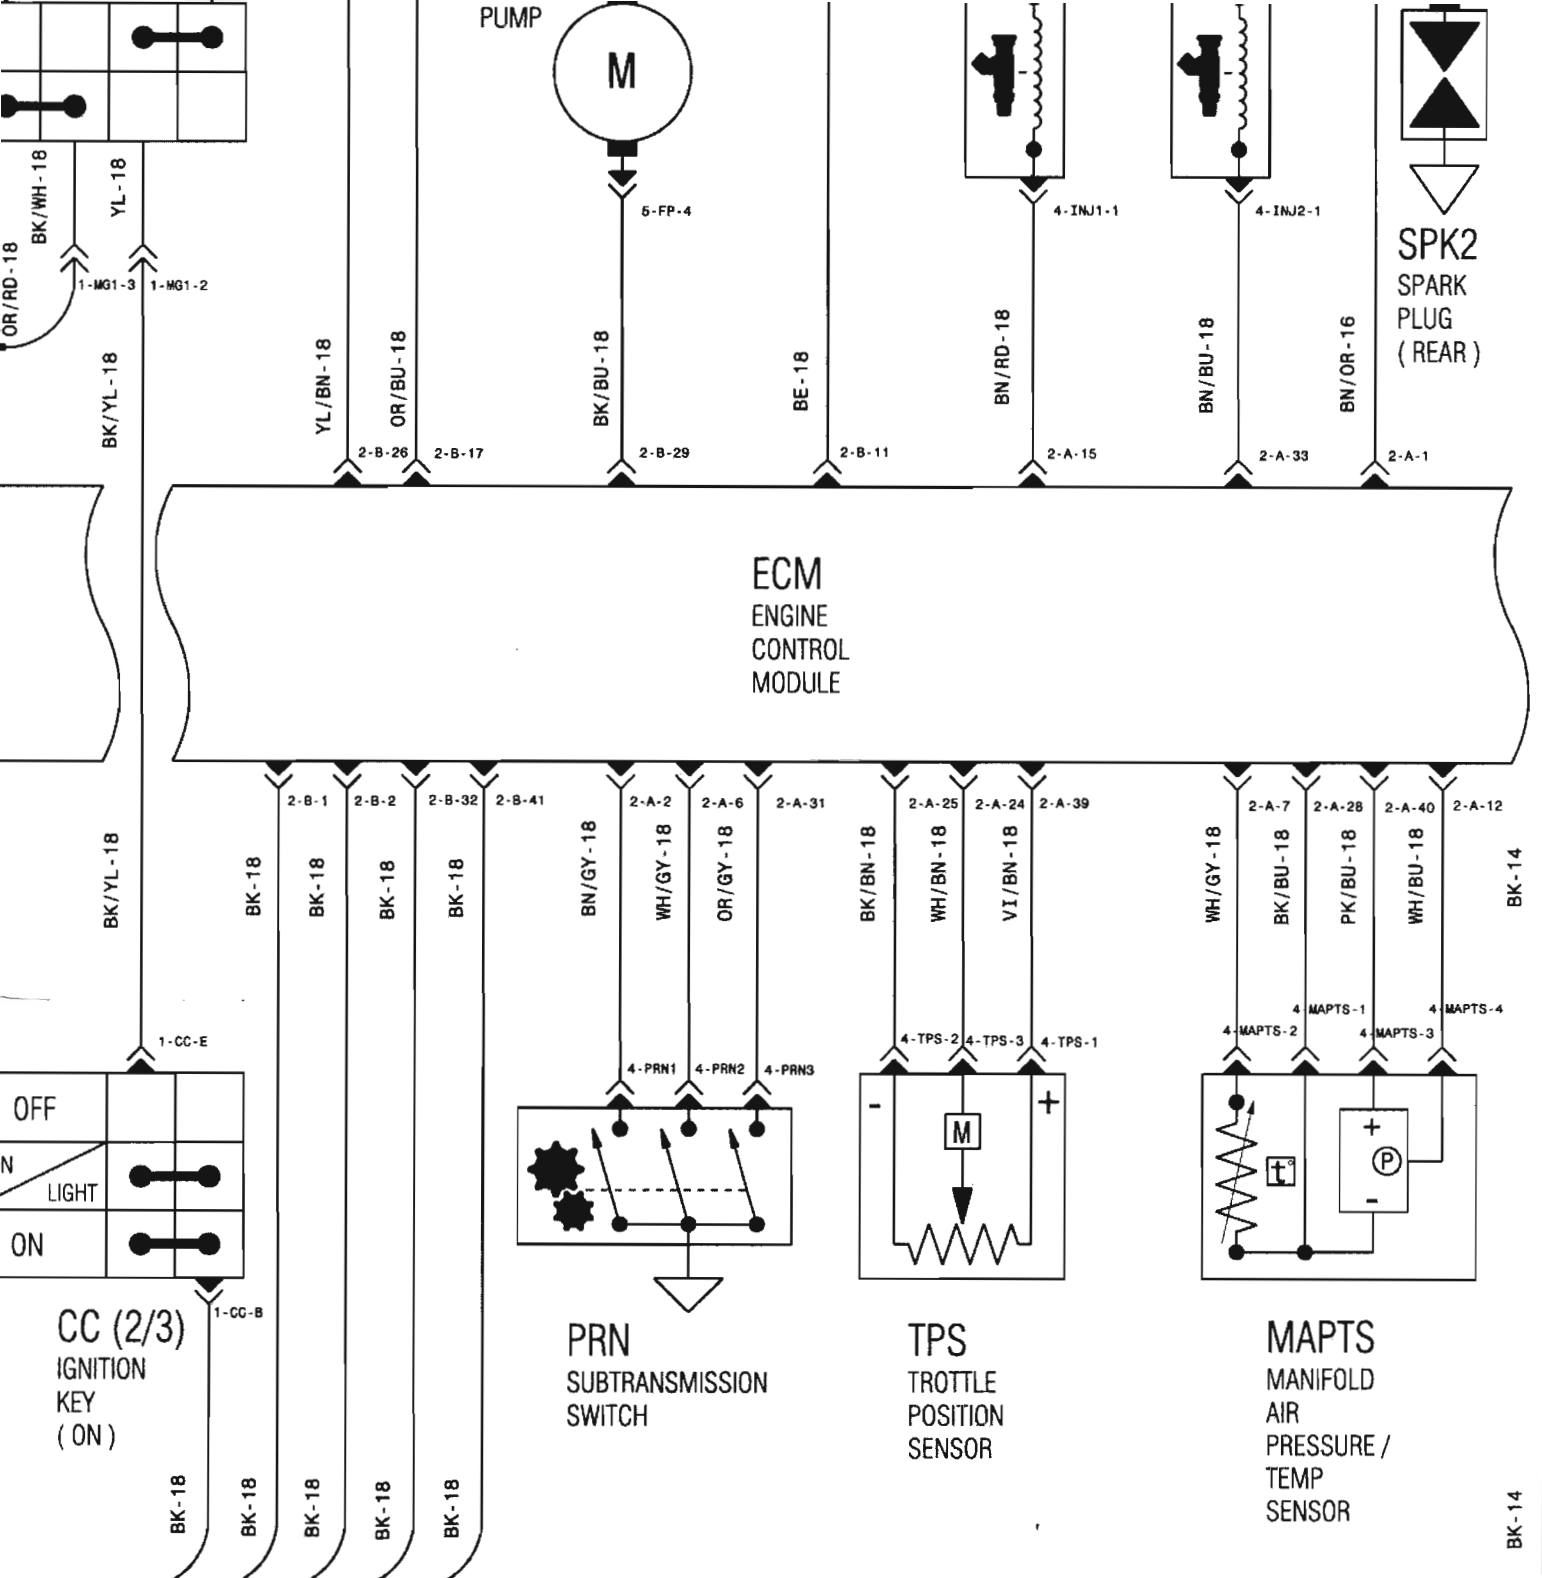 PUMP
M
BK/WH-18
YL-18
OR/RD-18
1-MG1-3
1-MG1-2
5-FP-4
4-INJ1-1
4-INJ2-1
SPK2
SPARK
PLUG
( REAR )
BK/YL-18
YL/BN-18
OR/BU-18
BK/BU-18
BE-18
BN/RD-18
BN/BU-18
BN/OR-16
2-B-26
2-B-17
2-B-29
2-B-11
2-A-15
2-A-33
2-A-1
ECM
ENGINE
CONTROL
MODULE
2-B-1
2-B-2
2-B-32
2-B-41
2-A-2
2-A-6
2-A-31
2-A-25
2-A-24
2-A-39
2-A-7
2-A-28
2-A-40
2-A-12
BK/YL-18
BK-18
BK-18
BK-18
BK-18
BN/GY-18
WH/GY-18
OR/GY-18
BK/BN-18
WH/BN-18
VI/BN-18
WH/GY-18
BK/BU-18
PK/BU-18
WH/BU-18
BK-14
4-MAPTS-1
4-MAPTS-4
4-MAPTS-2
4-MAPTS-3
1-CC-E
4-TPS-2
4-TPS-3
4-TPS-1
4-PRN1
4-PRN2
4-PRN3
OFF
N
LIGHT
ON
-
M
+
t°
+
P
-
1-CC-B
CC (2/3)
IGNITION
KEY
( ON )
PRN
SUBTRANSMISSION
SWITCH
TPS
TROTTLE
POSITION
SENSOR
MAPTS
MANIFOLD
AIR
PRESSURE /
TEMP
SENSOR
BK-18
BK-18
BK-18
BK-18
BK-18
BK-14